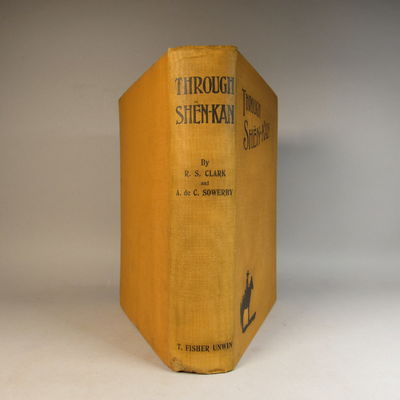 THROUGH
SHÊN-KAN
By
R. S. CLARK
and
A. de C. SOWERBY
T. FISHER UNWIN
THROUGH
SHÊN-KAN